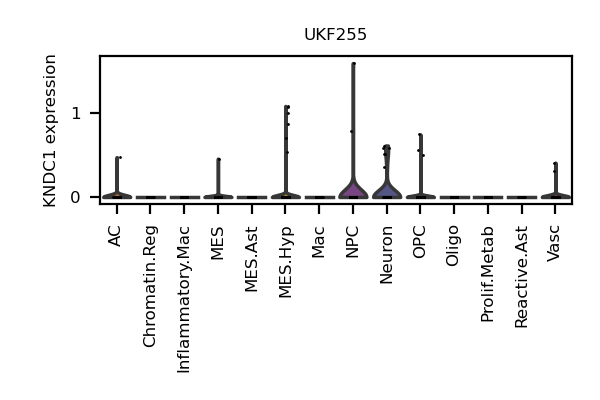 UKF255
KNDC1 expression
1
0
AC
Chromatin.Reg
Inflammatory.Mac
MES
MES.Ast
MES.Hyp
Mac
NPC
Neuron
OPC
Oligo
Prolif.Metab
Reactive.Ast
Vasc